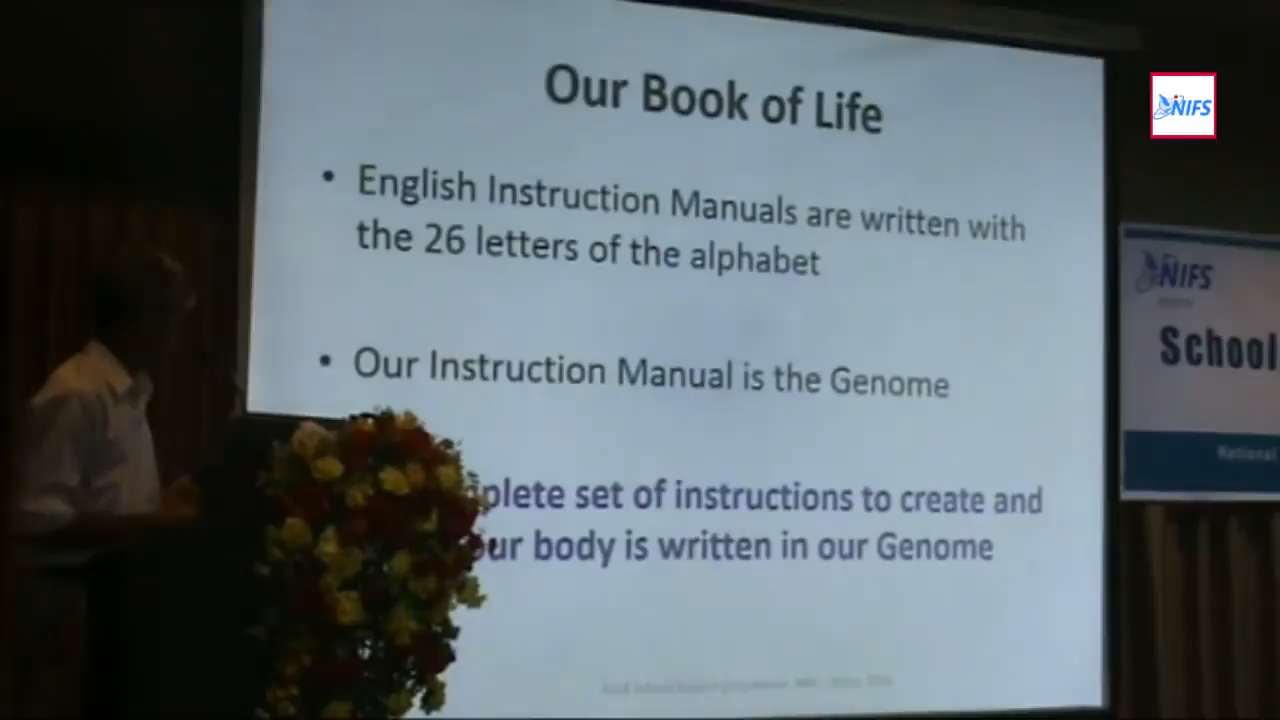 Our Book of Life
• English Instruction Manuals are written with
the 26 letters of the alphabet
• Our Instruction Manual is the Genome
plete set of instructions to create and
our body is written in our Genome
NIFS
NIFS
School
National